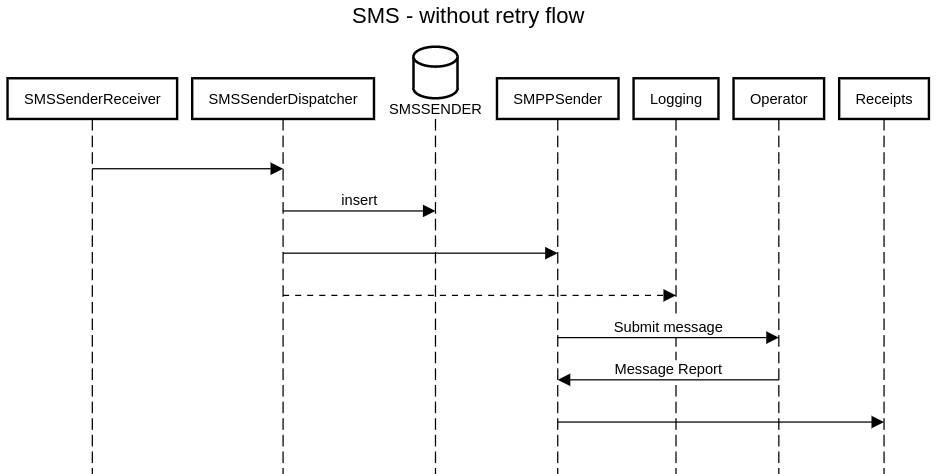 SMS - without retry flow
SMSSenderReceiver
SMSSenderDispatcher
SMSSENDER
SMPPSender
Logging
Operator
Receipts
insert
Submit message
Message Report